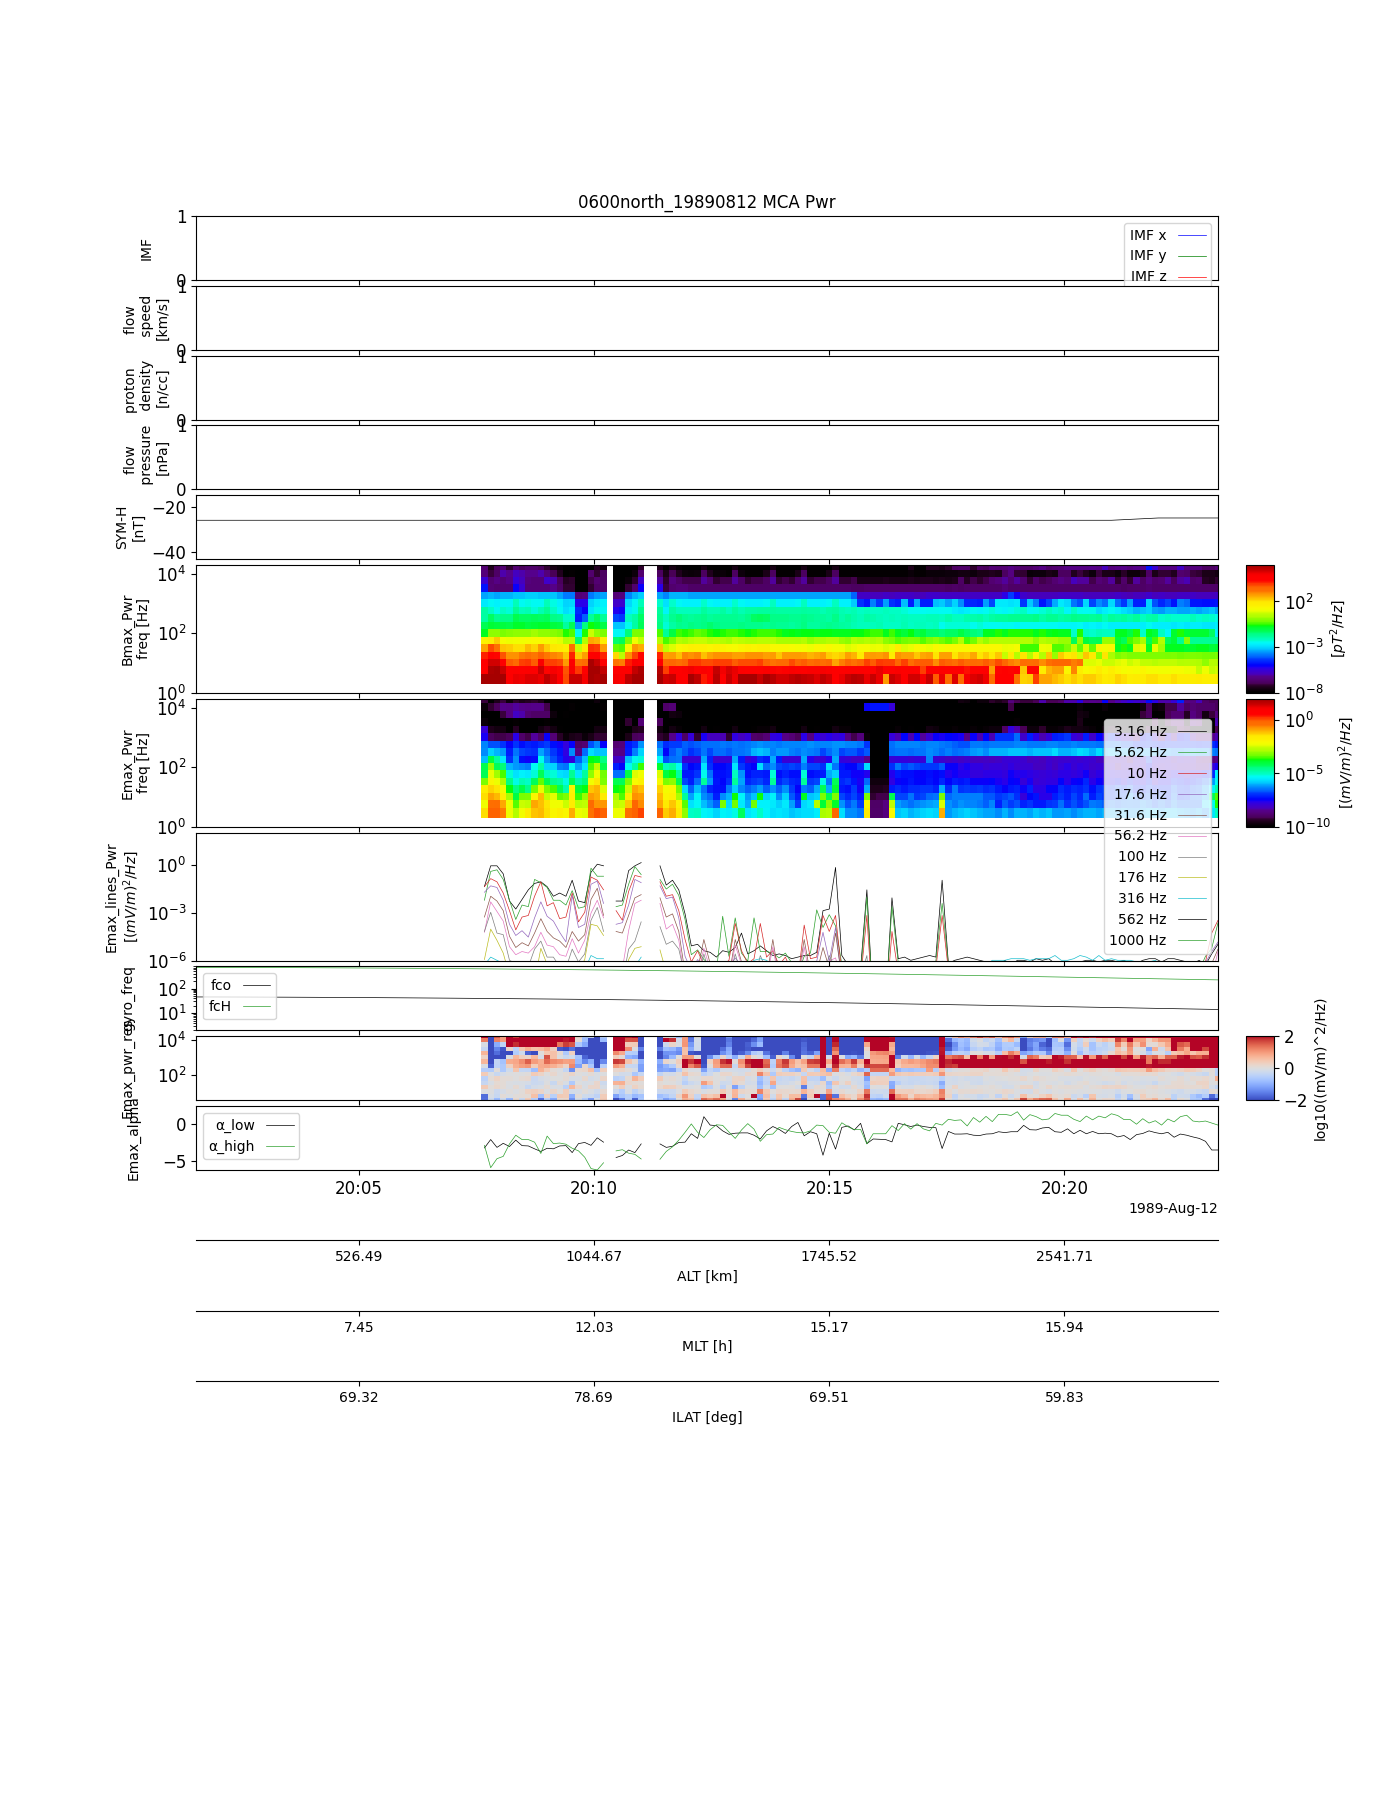 0600north_19890812 MCA Pwr
1
0
IMF
IMF x
IMF y
IMF z
1
0
flow
speed
[km/s]
1
0
proton
density
[n/cc]
1
0
flow
pressure
[nPa]
−20
−40
SYM-H
[nT]
10^4
10^2
10^0
Bmax_Pwr
freq [Hz]
10^2
10^−3
10^−8
[pT^2/Hz]
10^4
10^2
10^0
Emax_Pwr
freq [Hz]
10^0
10^−5
10^−10
[(mV/m)^2/Hz]
3.16 Hz
5.62 Hz
10 Hz
17.6 Hz
31.6 Hz
56.2 Hz
100 Hz
176 Hz
316 Hz
562 Hz
1000 Hz
10^0
10^−3
10^−6
Emax_lines_Pwr
[(mV/m)^2/Hz]
10^2
10^1
gyro_freq
fco
fcH
10^4
10^2
Emax_pwr_reg
2
0
−2
log10((mV/m)^2/Hz)
0
−5
Emax_alpha
α_low
α_high
20:05 20:10 20:15 20:20
1989-Aug-12
526.49 1044.67 1745.52 2541.71
ALT [km]
7.45 12.03 15.17 15.94
MLT [h]
69.32 78.69 69.51 59.83
ILAT [deg]